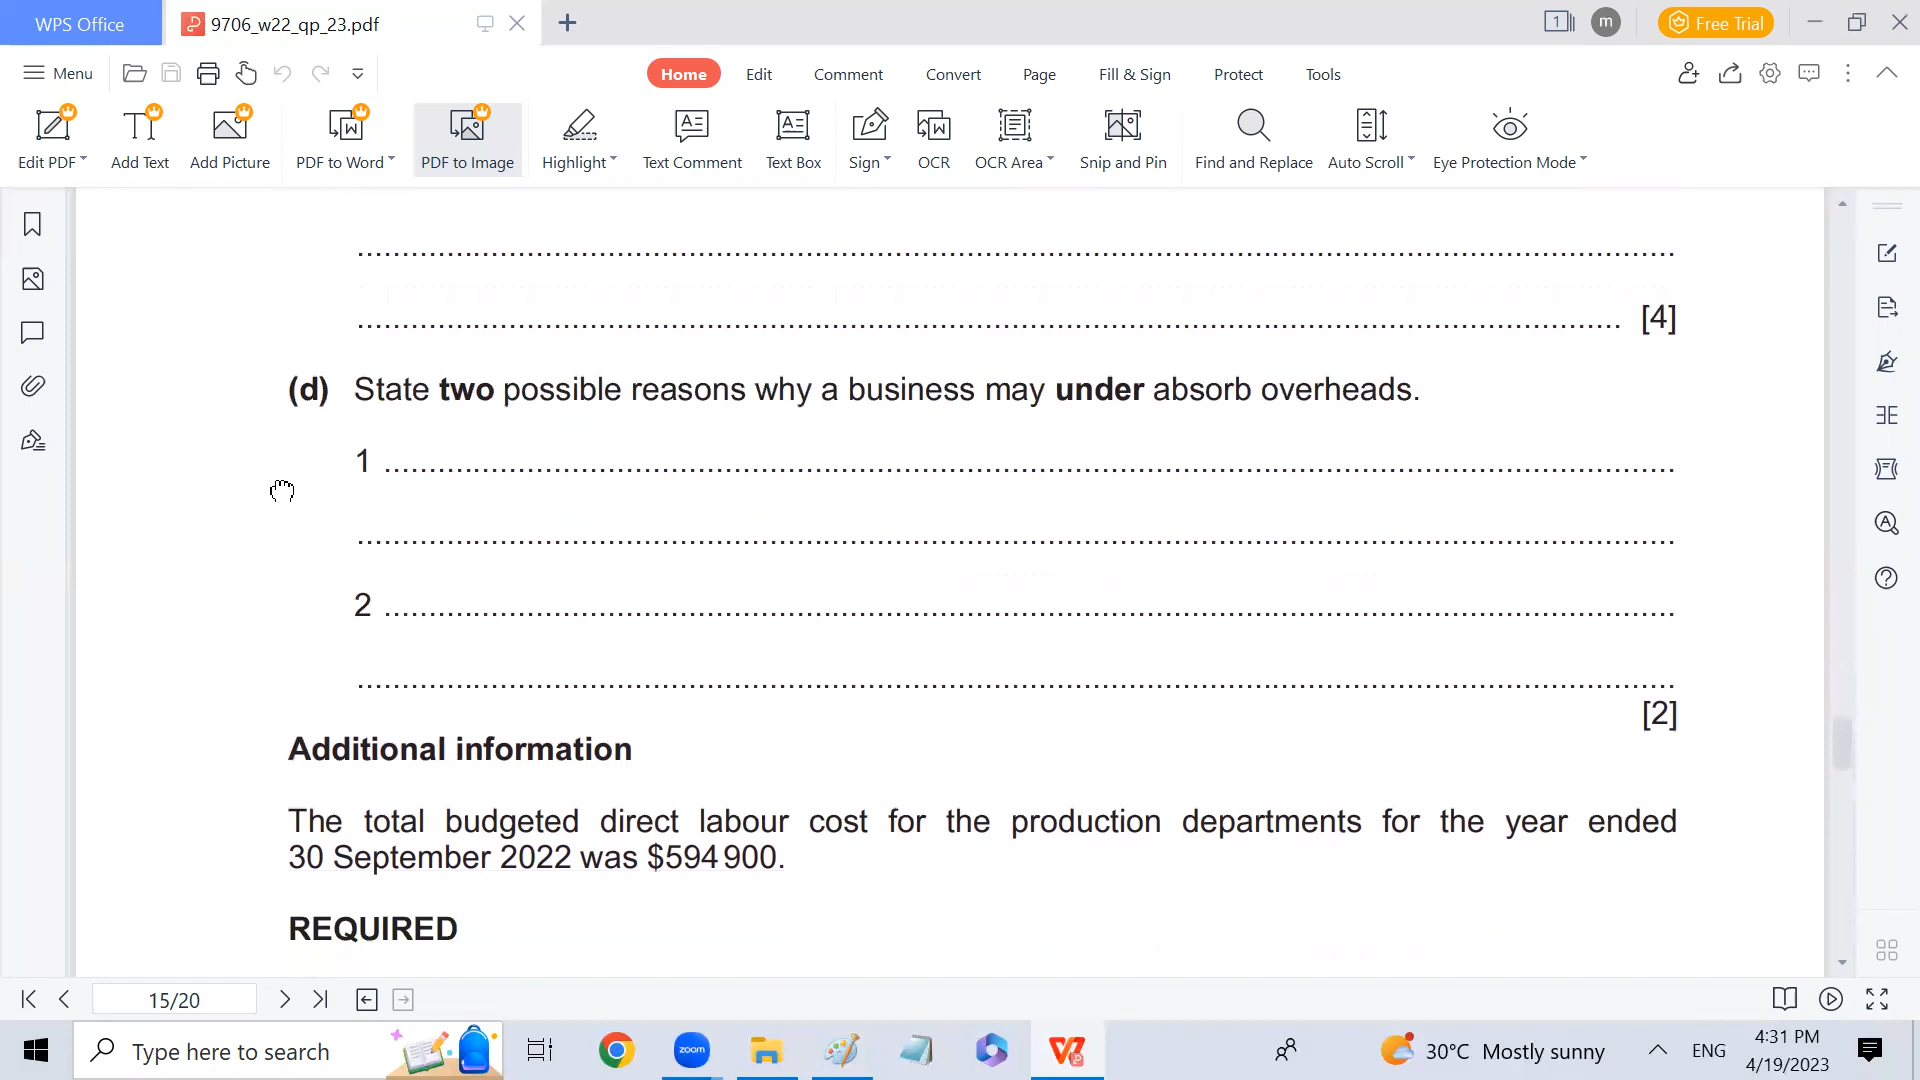 WPS Office
9706_w22_qp_23.pdf
1
m
Free Trial
Menu
Home
Edit
Comment
Convert
Page
Fill & Sign
Protect
Tools
Edit PDF
Add Text
Add Picture
PDF to Word
PDF to Image
Highlight
Text Comment
Text Box
Sign
OCR
OCR Area
Snip and Pin
Find and Replace
Auto Scroll
Eye Protection Mode
[4]
(d) State two possible reasons why a business may under absorb overheads.
1
2
[2]
Additional information
The total budgeted direct labour cost for the production departments for the year ended
30 September 2022 was $594 900.
REQUIRED
15/20
Type here to search
zoom
30°C Mostly sunny
ENG
4:31 PM
4/19/2023